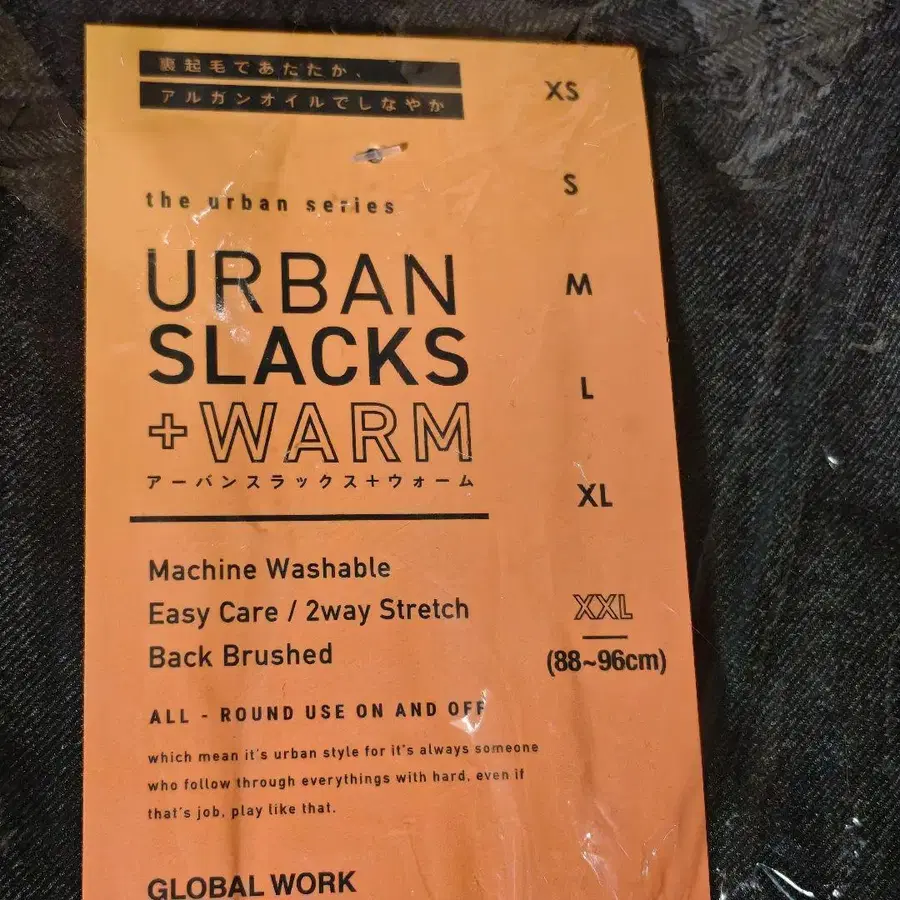 裏起毛であたたか、
アルガンオイルでしなやか
the urban series
URBAN
SLACKS
+WARM
アーバンスラックス+ウォーム
Machine Washable
Easy Care / 2way Stretch
Back Brushed
ALL - ROUND USE ON AND OFF
which mean it's urban style for it's always someone
who follow through everythings with hard, even if
that's job, play like that.
GLOBAL WORK
XS
S
M
L
XL
XXL
(88~96cm)